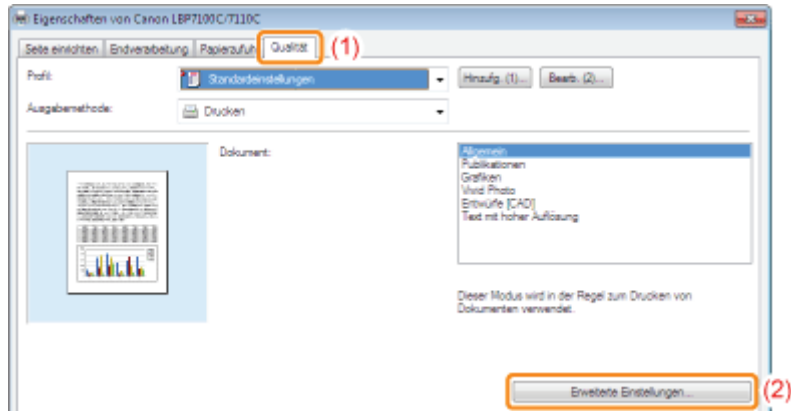 Eigenschaften von Canon LBP7100C/7110C
Seite einrichten Endverarbeitung Papierzufuhr Qualität (1)
Profil: Standardeinstellungen Hinzufg. (1)... Bearb. (2)...
Ausgabemethode: Drucken
Dokument:
Allgemein
Publikationen
Grafiken
Vivid Photo
Entwürfe [CAD]
Text mit hoher Auflösung
Dieser Modus wird in der Regel zum Drucken von
Dokumenten verwendet.
Erweiterte Einstellungen... (2)